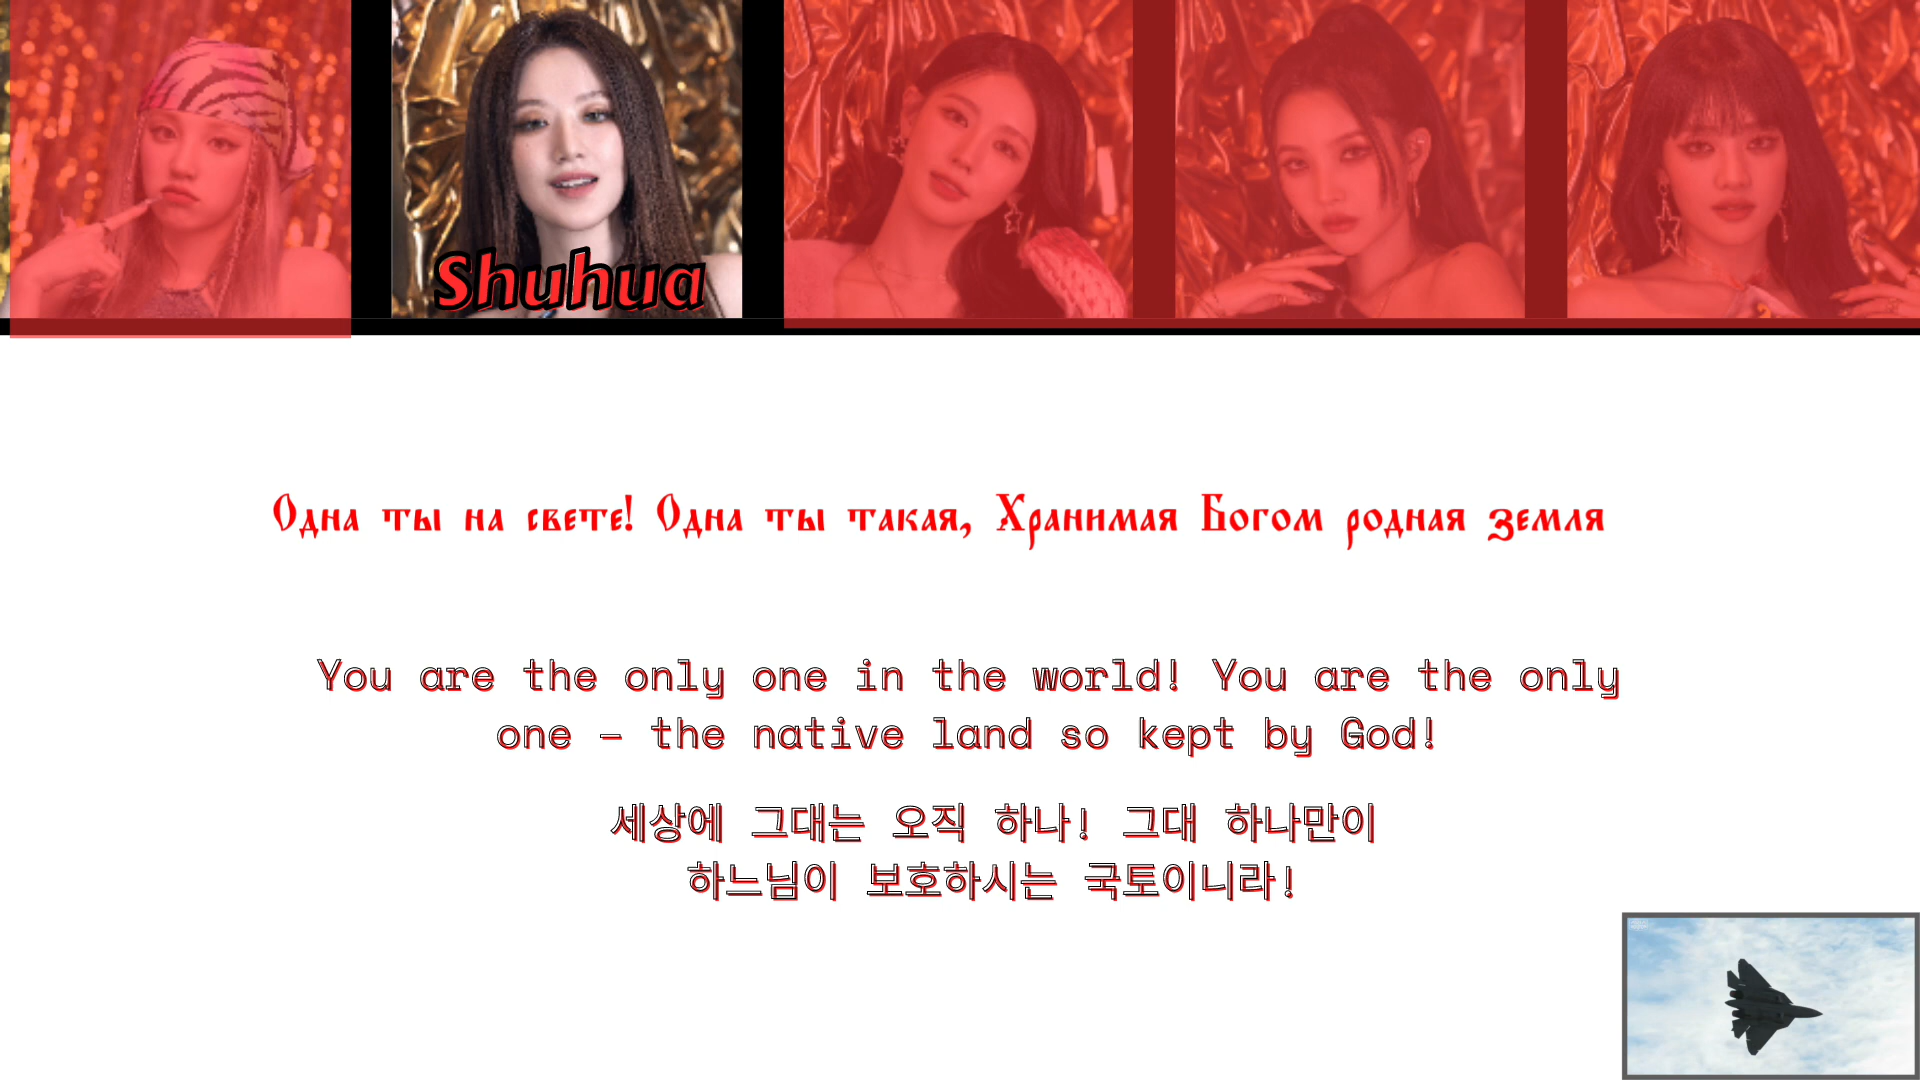 Shuhua
Одна ты на свете! Одна ты такая, Хранимая Богом родная земля
You are the only one in the world! You are the only
one – the native land so kept by God!
세상에 그대는 오직 하나! 그대 하나만이
하느님이 보호하시는 국토이니라!